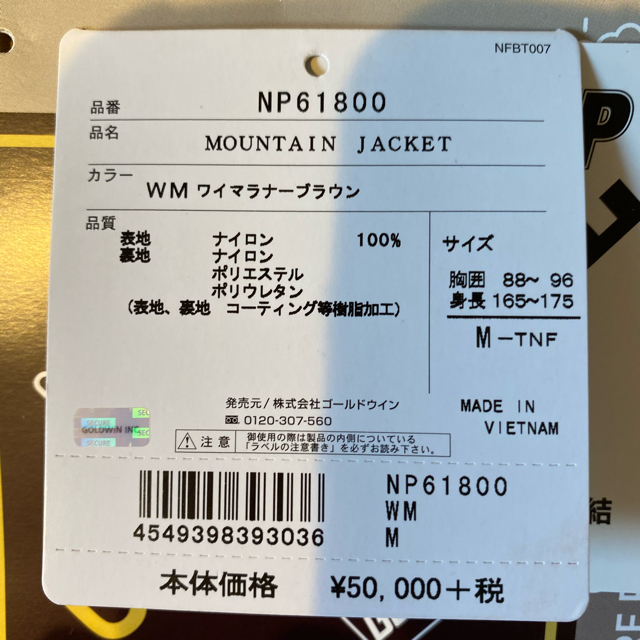 NFBT007
品番 NP61800
品名 MOUNTAIN JACKET
カラー WM ワイマラナーブラウン
品質
表地 ナイロン 100%
裏地 ナイロン
ポリエステル
ポリウレタン
(表地、裏地 コーティング等樹脂加工)
サイズ
胸囲 88~ 96
身長 165~175
M-TNF
発売元/株式会社ゴールドウイン
0120-307-560
注意 御使用の際は製品の内側についている
「ラベルの注意書き」を必ずお読み下さい。
MADE IN
VIETNAM
SEC
SECURE
GOLDWIN INC.
SECURE
SEC
4549398393036
NP61800
WM
M
本体価格 ¥50,000+税
P
結